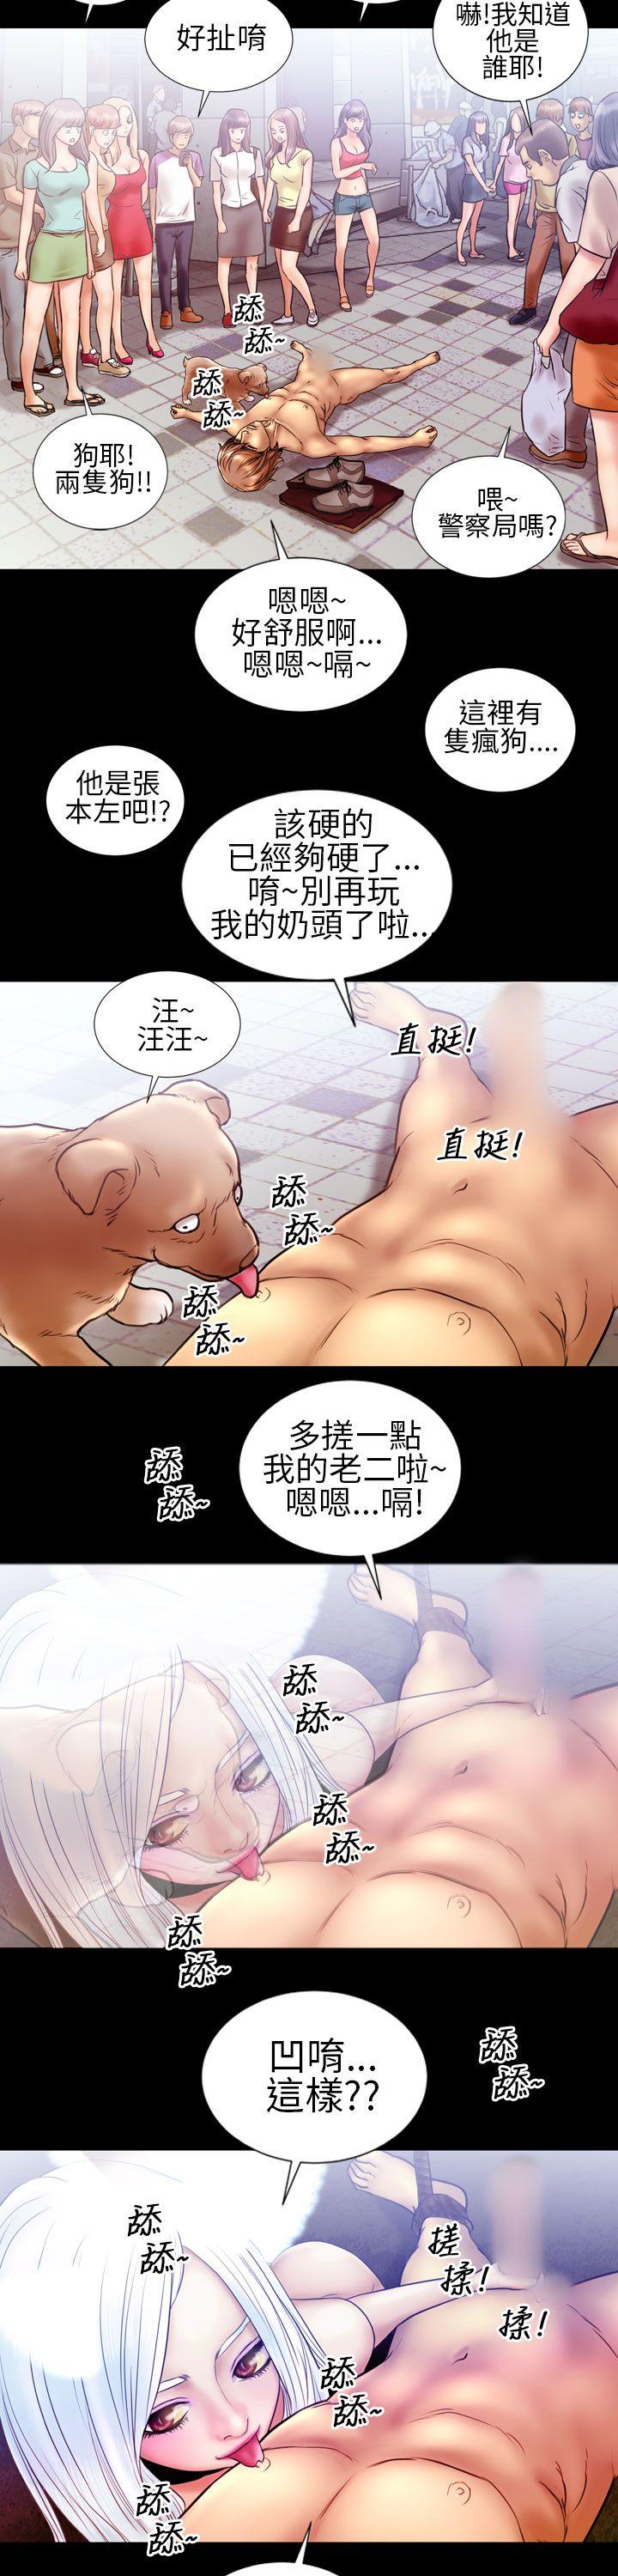 好扯唷
嚇!我知道
他是
誰耶!
舔
舔~
舔
舔~
狗耶!
兩隻狗!!
喂~
警察局嗎?
嗯嗯~
好舒服啊...
嗯嗯~嗝~
這裡有
隻瘋狗....
他是張
本左吧!?
該硬的
已經夠硬了...
唷~別再玩
我的奶頭了啦...
汪~
汪汪~
直挺!
直挺!
舔
舔~
舔
舔~
多搓一點
我的老二啦~
嗯嗯...嗝!
舔
舔~
舔
舔~
舔
舔~
舔
舔~
凹唷...
這樣??
舔
舔~
舔
舔~
搓
揉!
揉!
舔
舔~
舔
舔~